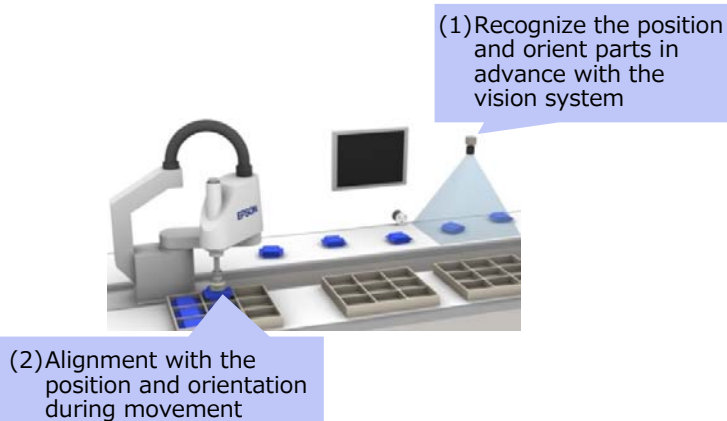 (1)Recognize the position
and orient parts in
advance with the
vision system
EPSON
(2)Alignment with the
position and orientation
during movement